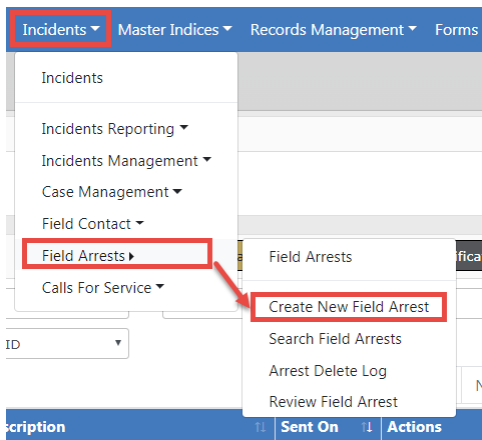 Incidents Master Indices Records Management Forms
Incidents
Incidents Reporting
Incidents Management
Case Management
Field Contact
Field Arrests
Calls For Service
Field Arrests
Create New Field Arrest
Search Field Arrests
Arrest Delete Log
Review Field Arrest
ID
Sent On Actions